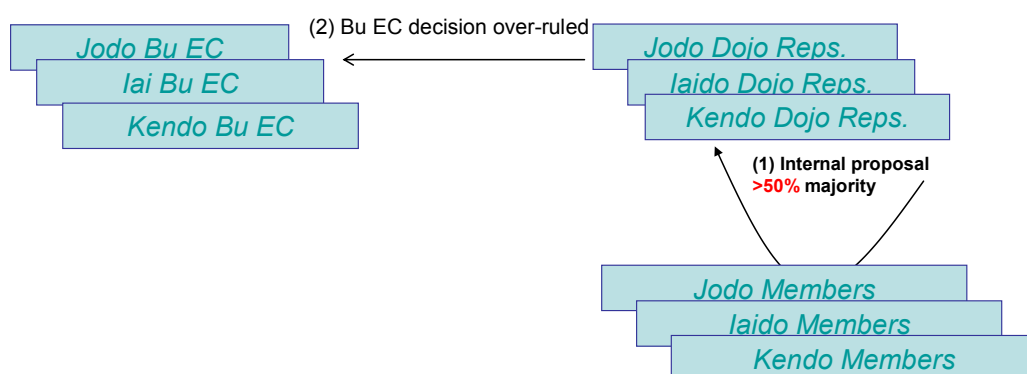 (2) Bu EC decision over-ruled
Jodo Bu EC
Iai Bu EC
Kendo Bu EC
Jodo Dojo Reps.
Iaido Dojo Reps.
Kendo Dojo Reps.
(1) Internal proposal
>50% majority
Jodo Members
Iaido Members
Kendo Members